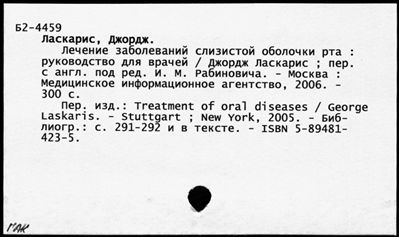 Б2-4459
Ласкарис, Джордж.
Лечение заболеваний слизистой оболочки рта :
руководство для врачей / Джордж Ласкарис ; пер.
с англ. под ред. И. М. Рабиновича. - Москва :
Медицинское информационное агентство, 2006. -
300 с.
Пер. изд.: Treatment of oral diseases / George
Laskaris. - Stuttgart ; New York, 2005. - Биб-
лиогр.: с. 291-292 и в тексте. - ISBN 5-89481-
423-5.
МАК